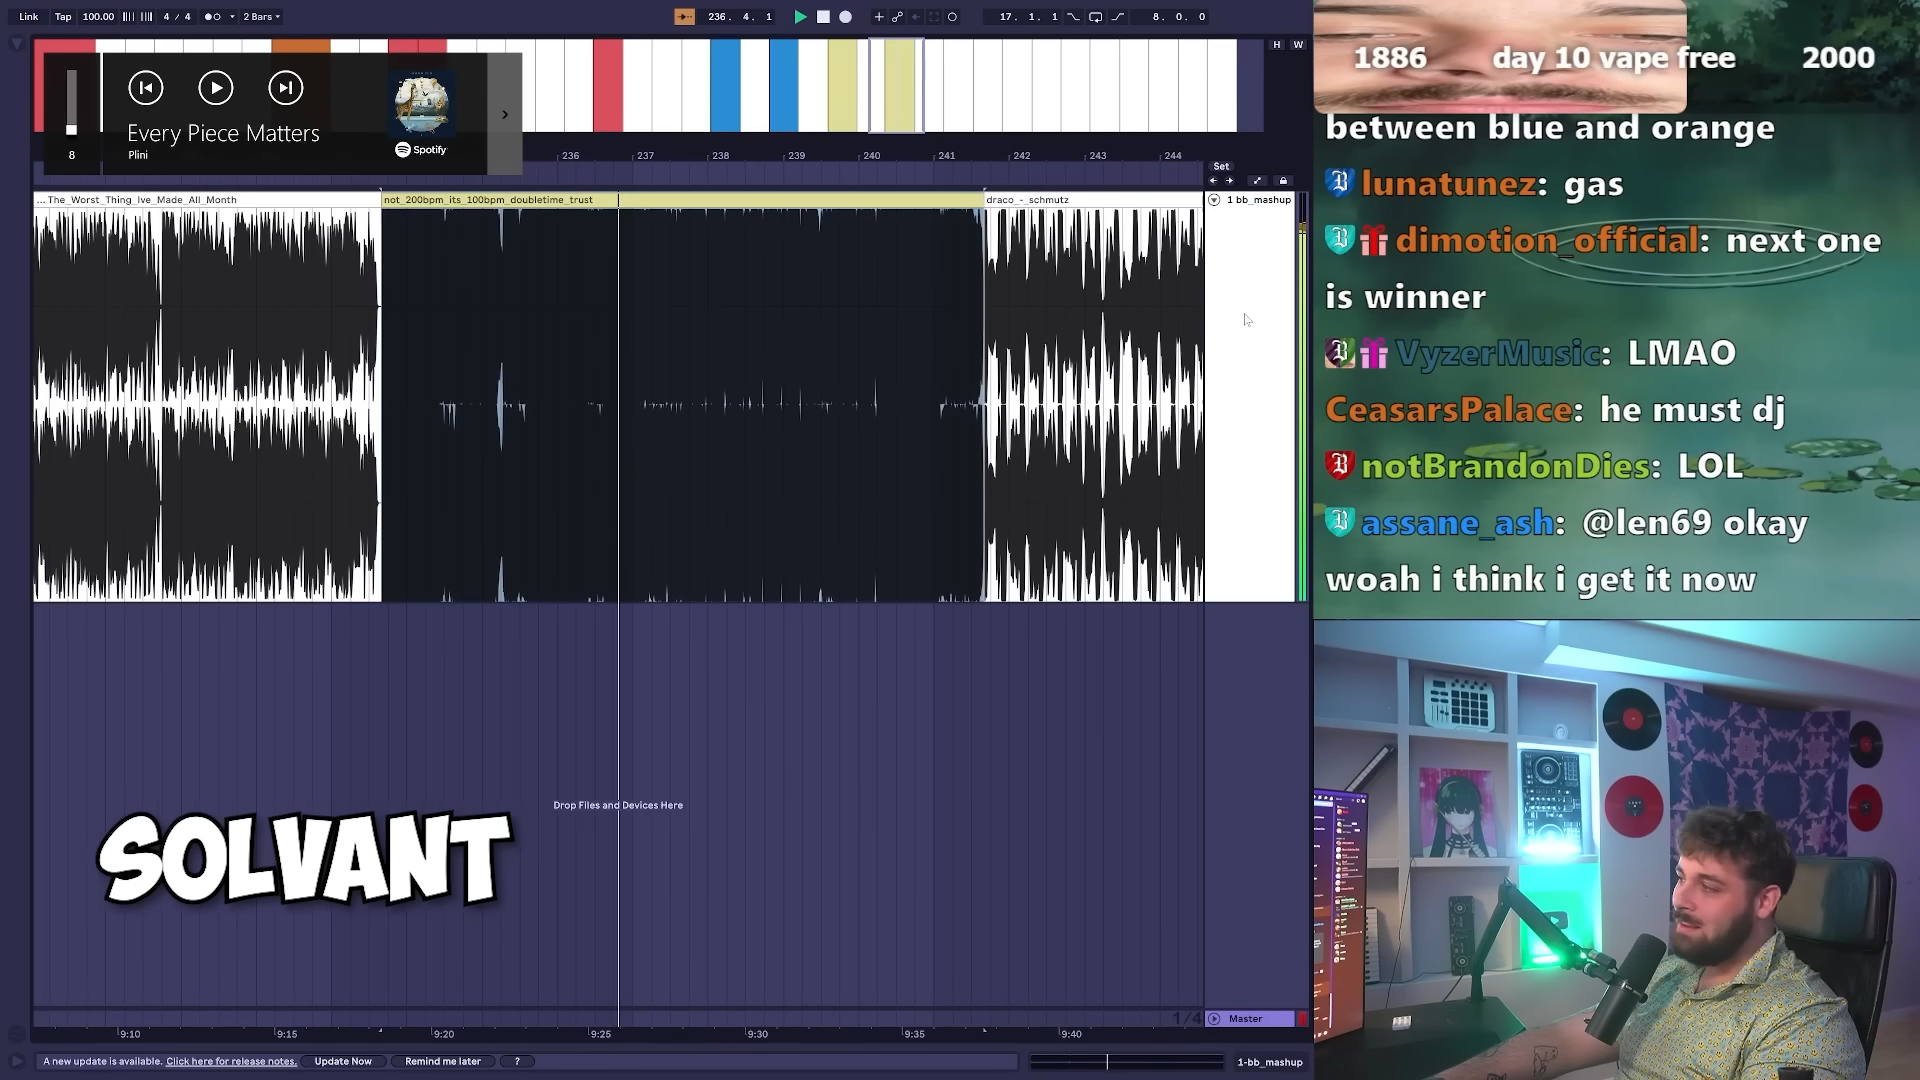 Link Tap 100.00 4 / 4 2 Bars 236. 4. 1 17. 1. 1 8. 0. 0
H W
Every Piece Matters
Plini
8
Spotify
236 237 238 239 240 241 242 243 244
Set
... The_Worst_Thing_Ive_Made_All_Month
not_200bpm_its_100bpm_doubletime_trust
draco_-_schmutz
1 bb_mashup
Drop Files and Devices Here
SOLVANT
1/4
Master
9:10 9:15 9:20 9:25 9:30 9:35 9:40
A new update is available. Click here for release notes. Update Now Remind me later ?
1-bb_mashup
1886 day 10 vape free 2000
between blue and orange
lunatunez: gas
dimotion_official: next one
is winner
VyzerMusic: LMAO
CeasarsPalace: he must dj
notBrandonDies: LOL
assane_ash: @len69 okay
woah i think i get it now